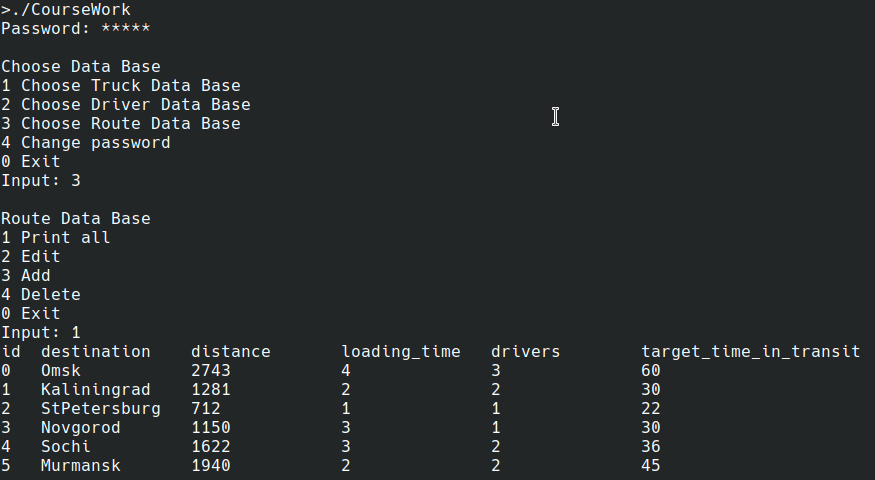 >./CourseWork
Password: *****
Choose Data Base
1 Choose Truck Data Base
2 Choose Driver Data Base
3 Choose Route Data Base
4 Change password
0 Exit
Input: 3
Route Data Base
1 Print all
2 Edit
3 Add
4 Delete
0 Exit
Input: 1
id destination distance loading_time drivers target_time_in_transit
0 Omsk 2743 4 3 60
1 Kaliningrad 1281 2 2 30
2 StPetersburg 712 1 1 22
3 Novgorod 1150 3 1 30
4 Sochi 1622 3 2 36
5 Murmansk 1940 2 2 45